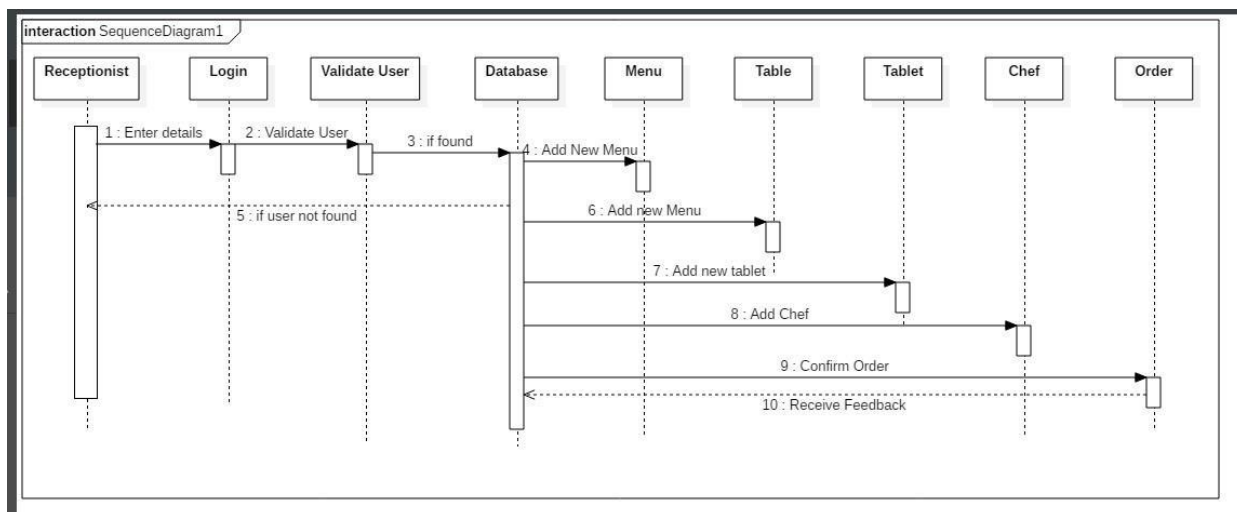 interaction SequenceDiagram1
Receptionist
Login
Validate User
Database
Menu
Table
Tablet
Chef
Order
1 : Enter details
2 : Validate User
3 : if found
4 : Add New Menu
5 : if user not found
6 : Add new Menu
7 : Add new tablet
8 : Add Chef
9 : Confirm Order
10 : Receive Feedback